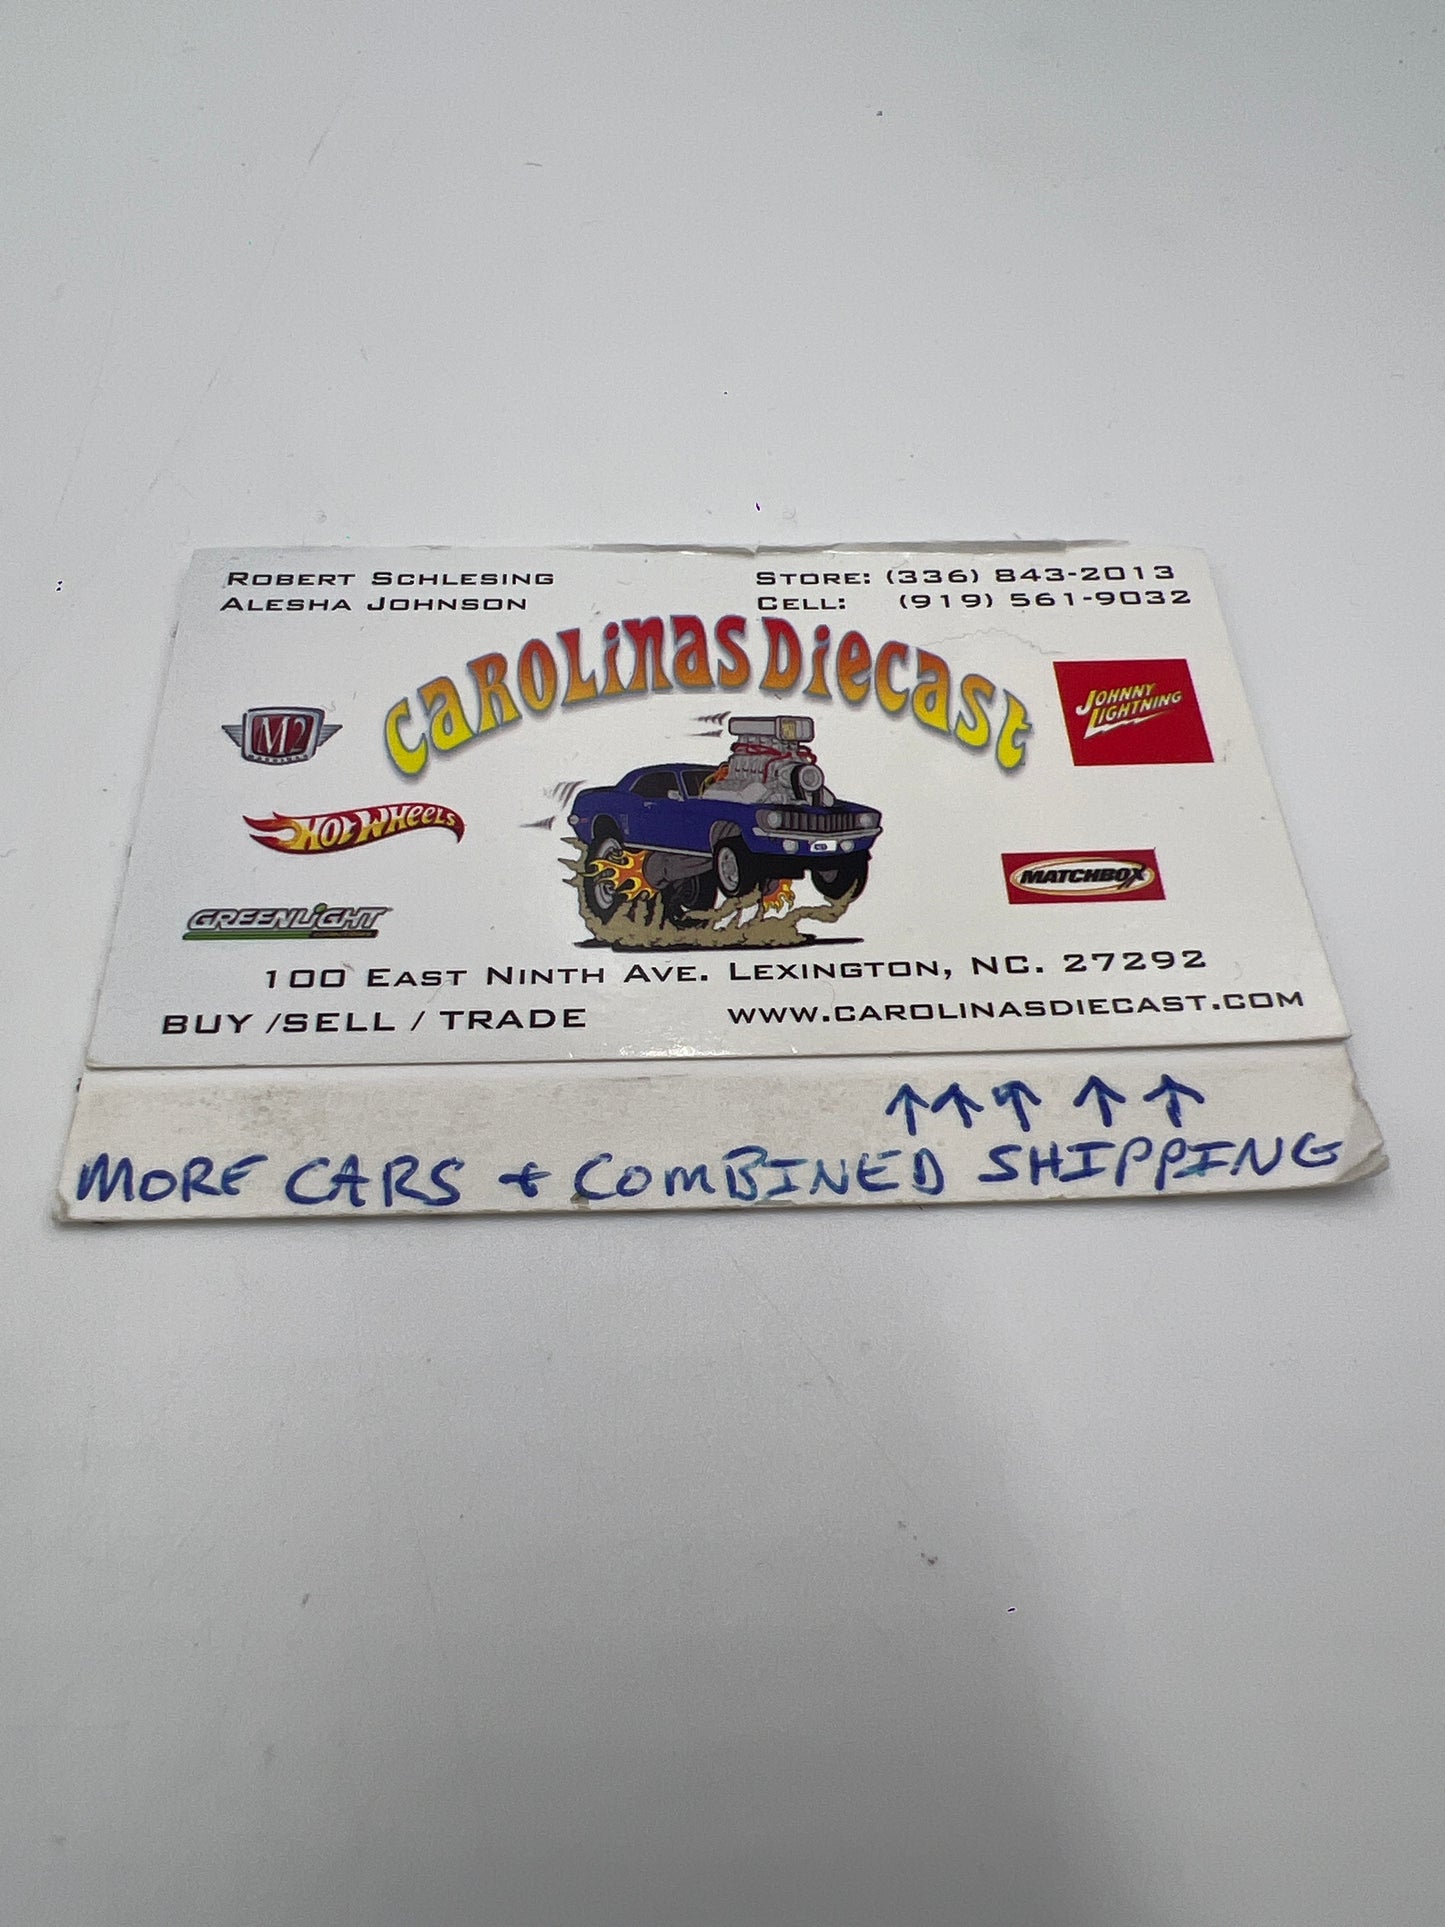 ROBERT SCHLESING
ALESHA JOHNSON
STORE: (336) 843-2013
CELL: (919) 561-9032
CAROLINAS DIECAST
M2
JOHNNY LIGHTNING
HOT WHEELS
MATCHBOX
GREENLIGHT
100 EAST NINTH AVE. LEXINGTON, NC. 27292
BUY /SELL / TRADE
WWW.CAROLINASDIECAST.COM
↑↑↑↑↑
MORE CARS + COMBINED SHIPPING